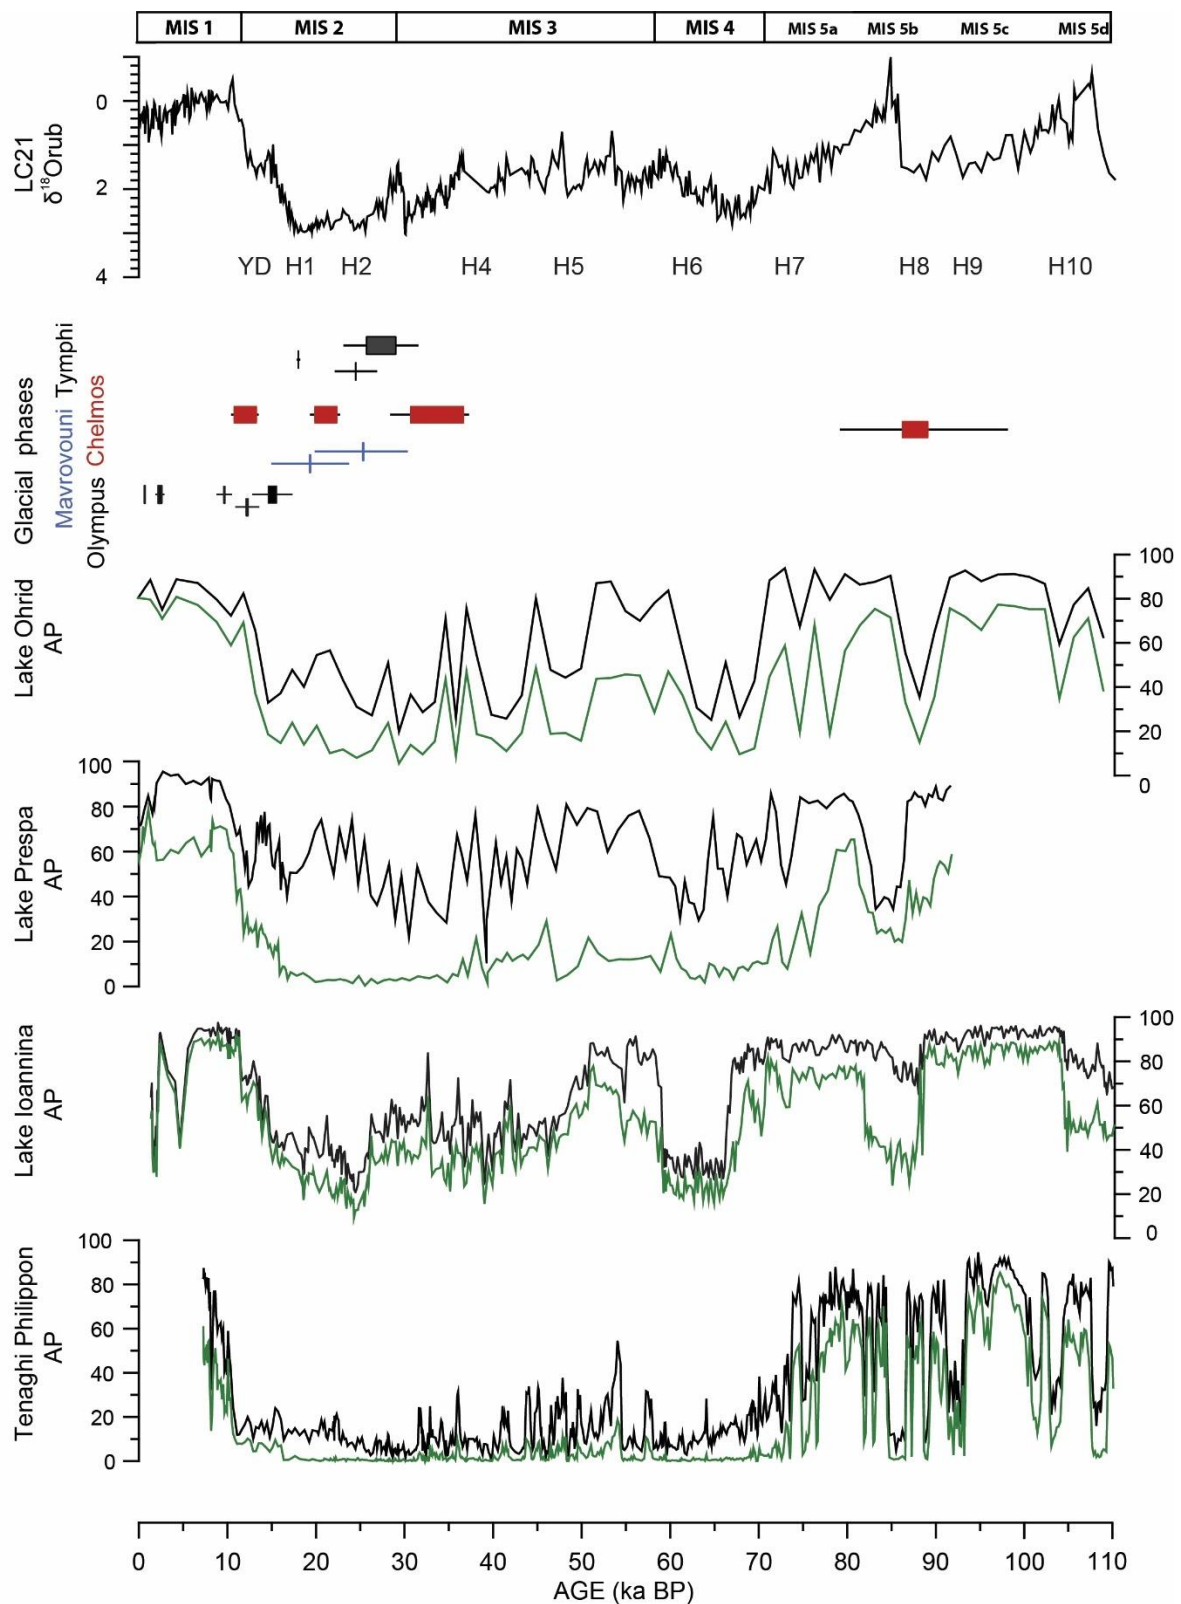 MIS 1 MIS 2 MIS 3 MIS 4 MIS 5a MIS 5b MIS 5c MIS 5d
LC21
δ¹⁸Orub
0
2
4
YD H1 H2 H4 H5 H6 H7 H8 H9 H10
Glacial phases
Mavrovouni Tymphi
Olympus Chelmos
Lake Ohrid
AP
100
80
60
40
20
0
Lake Prespa
AP
100
80
60
40
20
0
Lake Ioannina
AP
100
80
60
40
20
0
Tenaghi Philippon
AP
100
80
60
40
20
0
0 10 20 30 40 50 60 70 80 90 100 110
AGE (ka BP)